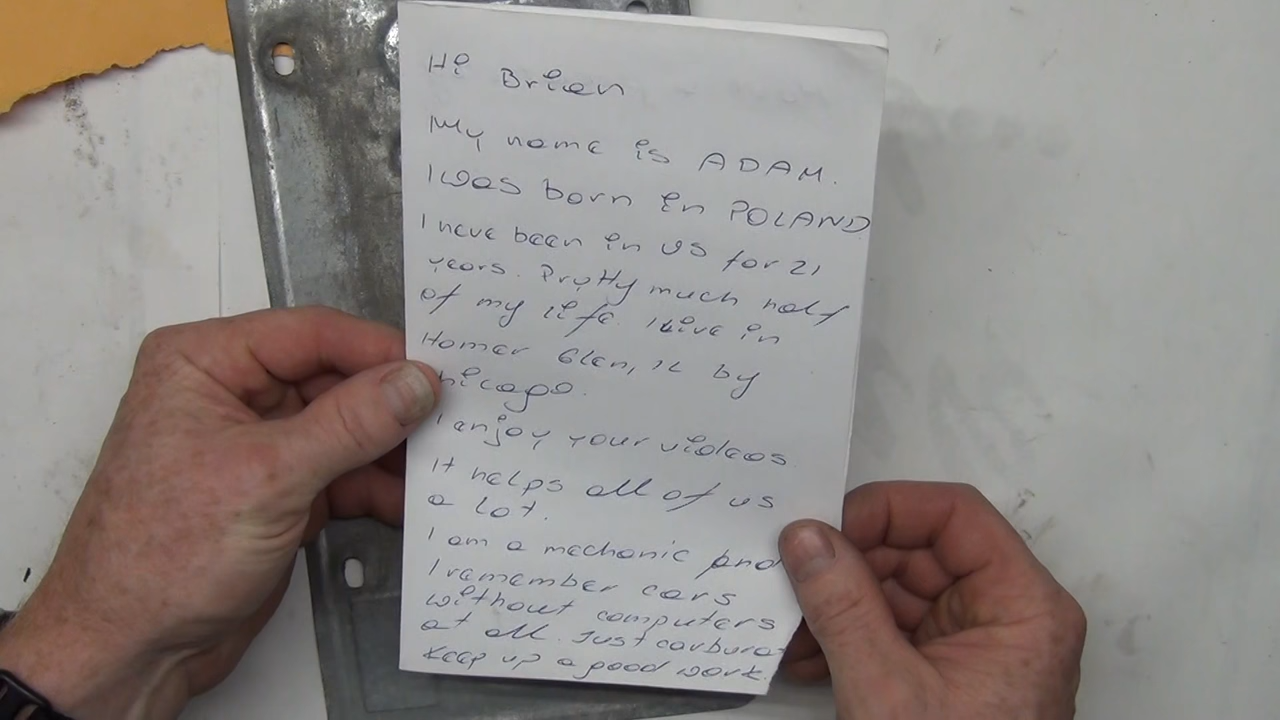 Hi Brian
My name is ADAM.
I was born in POLAND
I have been in US for 21
years. Pretty much half
of my life. I live in
Homer Glen, IL by
hicago.
I enjoy your videos.
It helps all of us
a lot.
I am a mechanic and
I remember cars
without computers
at all. Just carburat
Keep up a good work.